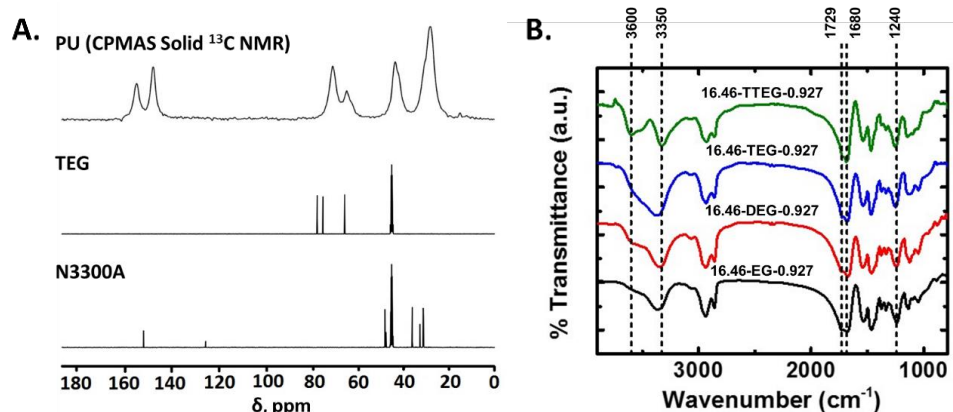 A.
PU (CPMAS Solid ¹³C NMR)
TEG
N3300A
180 160 140 120 100 80 60 40 20 0
δ, ppm
B.
3600 3350 1729 1680 1240
16.46-TTEG-0.927
16.46-TEG-0.927
16.46-DEG-0.927
16.46-EG-0.927
% Transmittance (a.u.)
3000 2000 1000
Wavenumber (cm⁻¹)